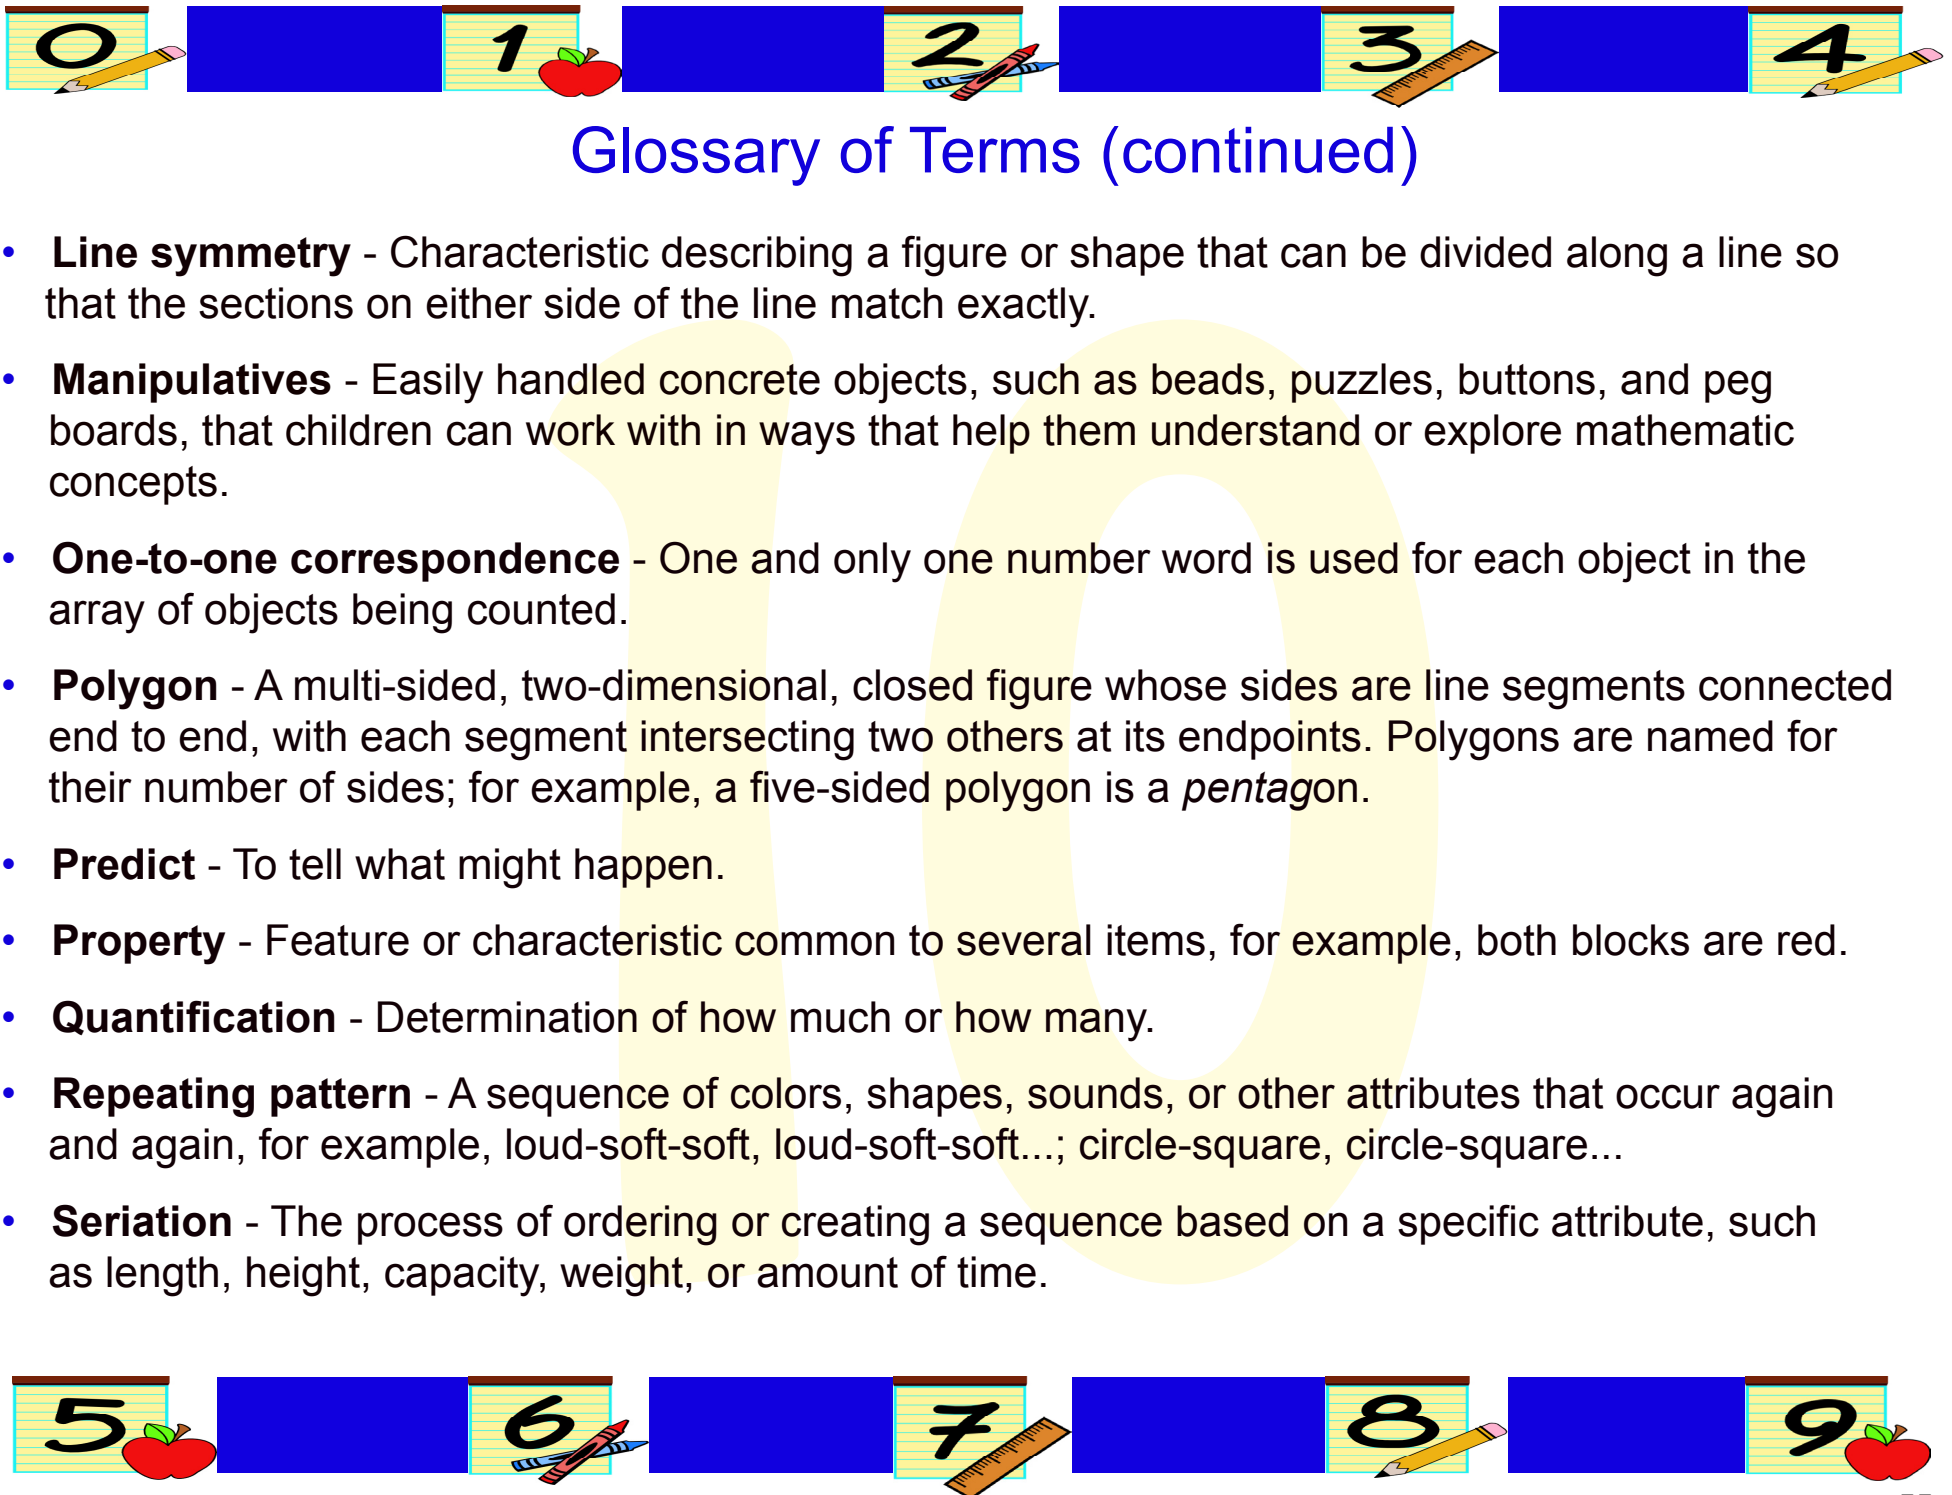 0 1 2 3 4
Glossary of Terms (continued)
• Line symmetry - Characteristic describing a figure or shape that can be divided along a line so
that the sections on either side of the line match exactly.
• Manipulatives - Easily handled concrete objects, such as beads, puzzles, buttons, and peg
boards, that children can work with in ways that help them understand or explore mathematic
concepts.
• One-to-one correspondence - One and only one number word is used for each object in the
array of objects being counted.
• Polygon - A multi-sided, two-dimensional, closed figure whose sides are line segments connected
end to end, with each segment intersecting two others at its endpoints. Polygons are named for
their number of sides; for example, a five-sided polygon is a pentagon.
• Predict - To tell what might happen.
• Property - Feature or characteristic common to several items, for example, both blocks are red.
• Quantification - Determination of how much or how many.
• Repeating pattern - A sequence of colors, shapes, sounds, or other attributes that occur again
and again, for example, loud-soft-soft, loud-soft-soft...; circle-square, circle-square...
• Seriation - The process of ordering or creating a sequence based on a specific attribute, such
as length, height, capacity, weight, or amount of time.
10
5 6 7 8 9